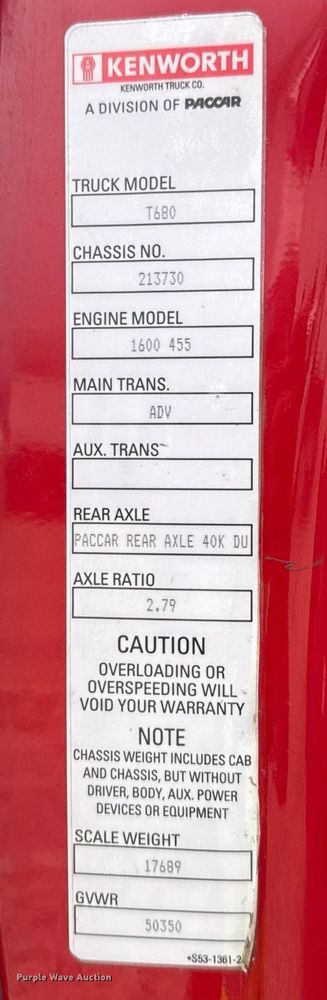 KENWORTH
KENWORTH TRUCK CO.
A DIVISION OF PACCAR
TRUCK MODEL
T680
CHASSIS NO.
213730
ENGINE MODEL
1600 455
MAIN TRANS.
ADV
AUX. TRANS
REAR AXLE
PACCAR REAR AXLE 40K DU
AXLE RATIO
2.79
CAUTION
OVERLOADING OR
OVERSPEEDING WILL
VOID YOUR WARRANTY
NOTE
CHASSIS WEIGHT INCLUDES CAB
AND CHASSIS, BUT WITHOUT
DRIVER, BODY, AUX. POWER
DEVICES OR EQUIPMENT
SCALE WEIGHT
17689
GVWR
50350
•S53-1361-2
Purple Wave Auction